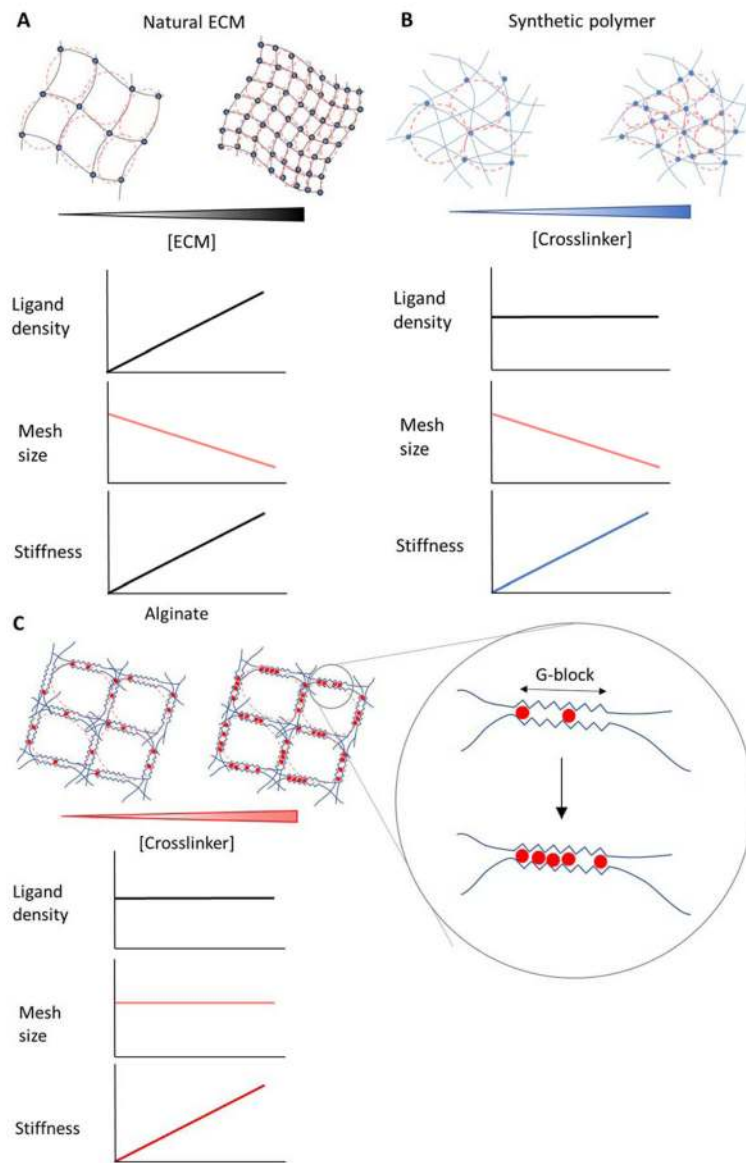 A
Natural ECM
B
Synthetic polymer
[ECM]
[Crosslinker]
Ligand
density
Mesh
size
Stiffness
Ligand
density
Mesh
size
Stiffness
C
Alginate
G-block
[Crosslinker]
Ligand
density
Mesh
size
Stiffness